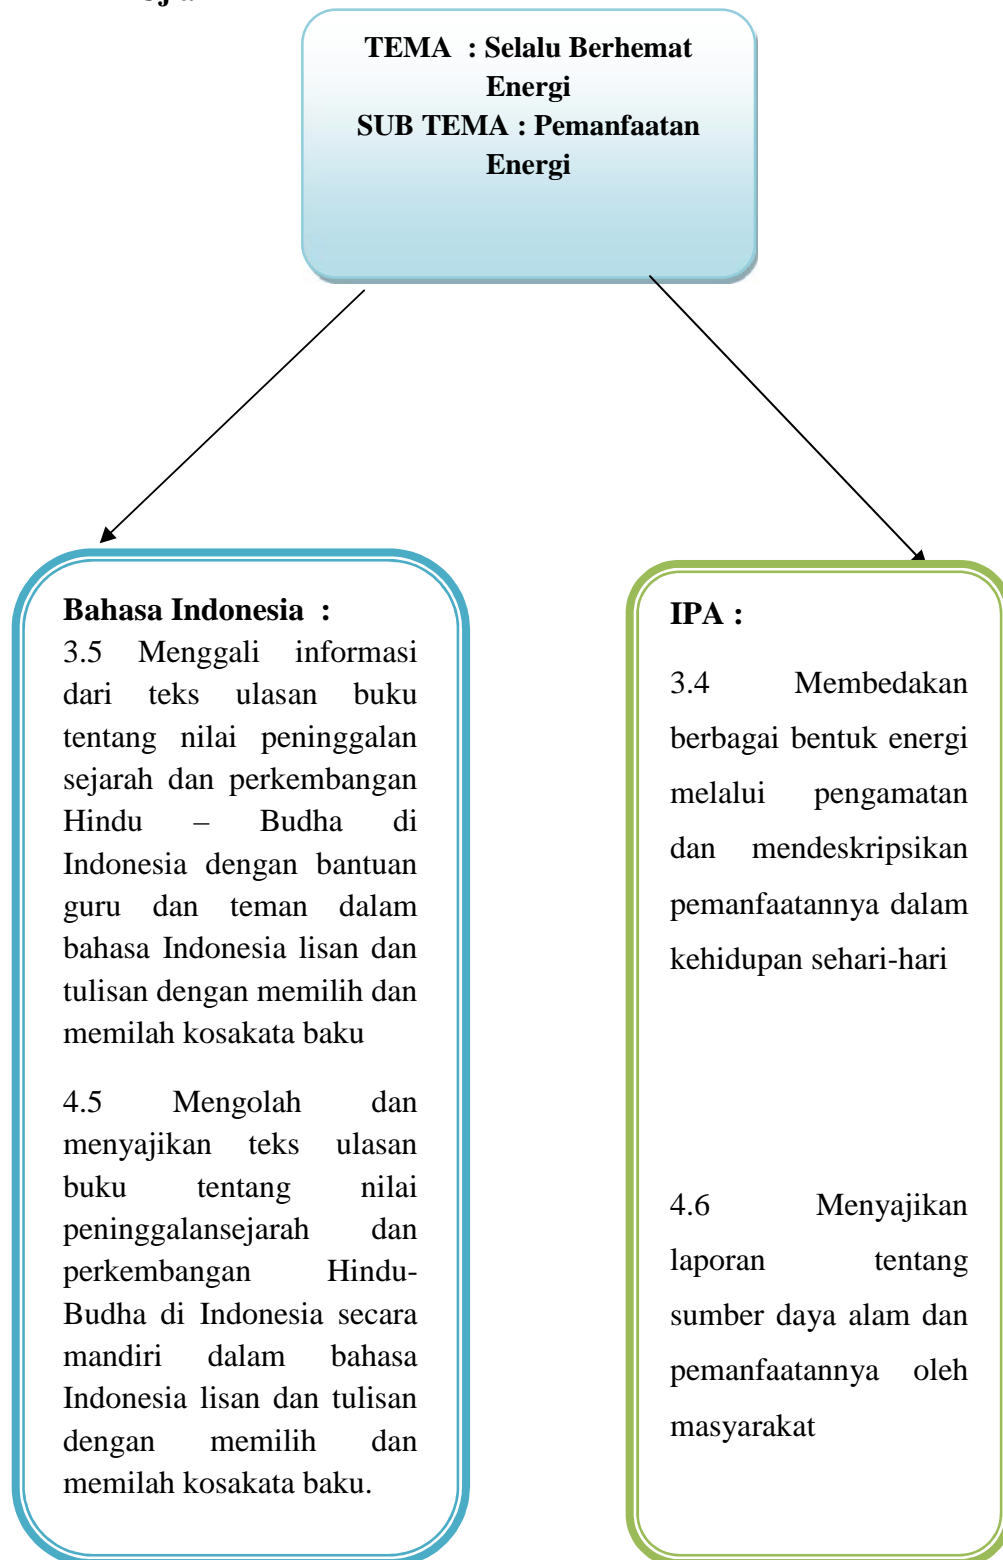 TEMA : Selalu Berhemat
Energi
SUB TEMA : Pemanfaatan
Energi
Bahasa Indonesia :
3.5 Menggali informasi
dari teks ulasan buku
tentang nilai peninggalan
sejarah dan perkembangan
Hindu – Budha di
Indonesia dengan bantuan
guru dan teman dalam
bahasa Indonesia lisan dan
tulisan dengan memilih dan
memilah kosakata baku
4.5 Mengolah dan
menyajikan teks ulasan
buku tentang nilai
peninggalansejarah dan
perkembangan Hindu-
Budha di Indonesia secara
mandiri dalam bahasa
Indonesia lisan dan tulisan
dengan memilih dan
memilah kosakata baku.
IPA :
3.4 Membedakan
berbagai bentuk energi
melalui pengamatan
dan mendeskripsikan
pemanfaatannya dalam
kehidupan sehari-hari
4.6 Menyajikan
laporan tentang
sumber daya alam dan
pemanfaatannya oleh
masyarakat